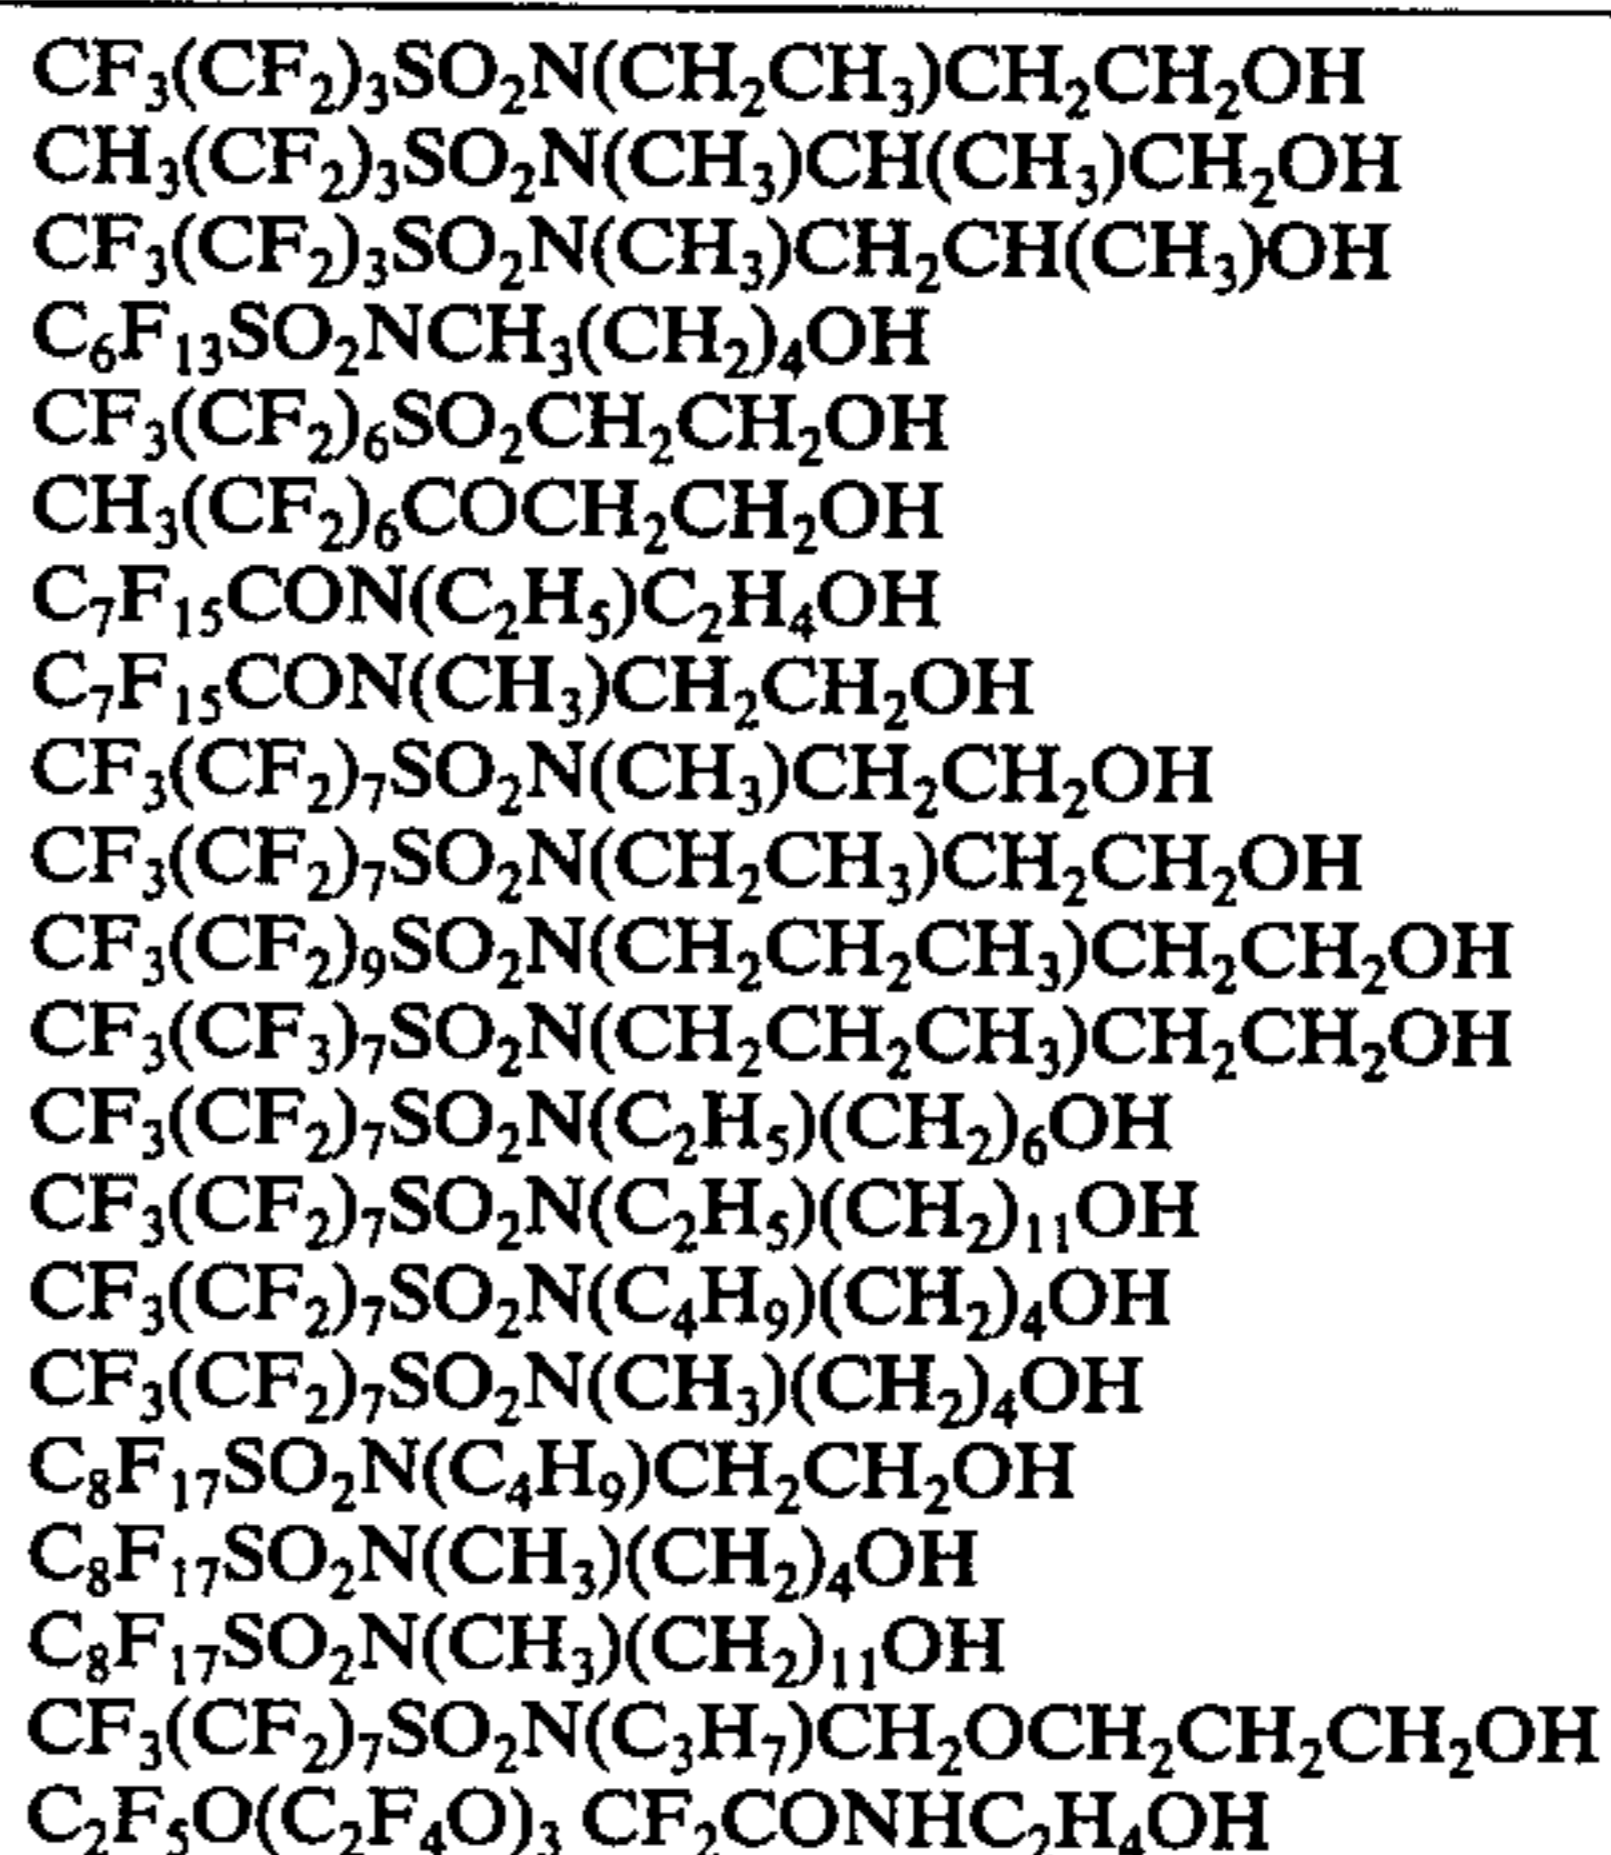 CF₃(CF₂)₃SO₂N(CH₂CH₃)CH₂CH₂OH
CH₃(CF₂)₃SO₂N(CH₃)CH(CH₃)CH₂OH
CF₃(CF₂)₃SO₂N(CH₃)CH₂CH(CH₃)OH
C₆F₁₃SO₂NCH₃(CH₂)₄OH
CF₃(CF₂)₆SO₂CH₂CH₂OH
CH₃(CF₂)₆COCH₂CH₂OH
C₇F₁₅CON(C₂H₅)C₂H₄OH
C₇F₁₅CON(CH₃)CH₂CH₂OH
CF₃(CF₂)₇SO₂N(CH₃)CH₂CH₂OH
CF₃(CF₂)₇SO₂N(CH₂CH₃)CH₂CH₂OH
CF₃(CF₂)₉SO₂N(CH₂CH₂CH₃)CH₂CH₂OH
CF₃(CF₃)₇SO₂N(CH₂CH₂CH₃)CH₂CH₂OH
CF₃(CF₂)₇SO₂N(C₂H₅)(CH₂)₆OH
CF₃(CF₂)₇SO₂N(C₂H₅)(CH₂)₁₁OH
CF₃(CF₂)₇SO₂N(C₄H₉)(CH₂)₄OH
CF₃(CF₂)₇SO₂N(CH₃)(CH₂)₄OH
C₈F₁₇SO₂N(C₄H₉)CH₂CH₂OH
C₈F₁₇SO₂N(CH₃)(CH₂)₄OH
C₈F₁₇SO₂N(CH₃)(CH₂)₁₁OH
CF₃(CF₂)₇SO₂N(C₃H₇)CH₂OCH₂CH₂CH₂OH
C₂F₅O(C₂F₄O)₃ CF₂CONHC₂H₄OH